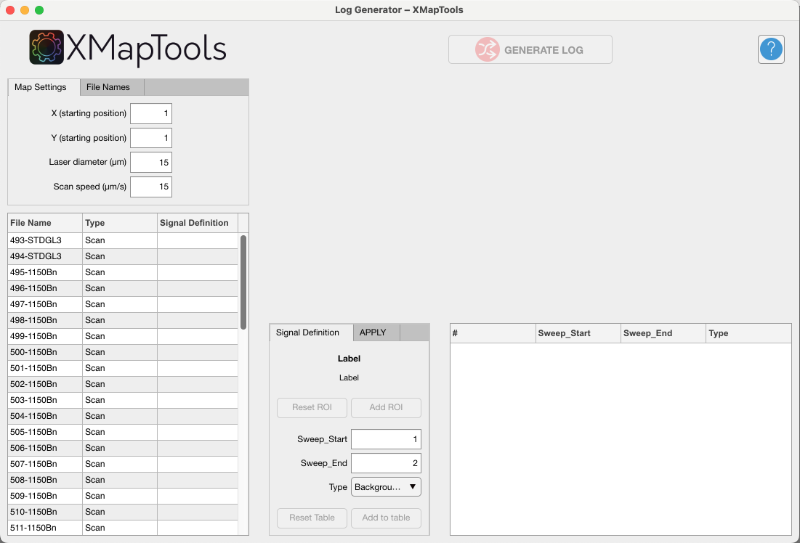 Log Generator – XMapTools
XMapTools
GENERATE LOG
?
Map Settings File Names
X (starting position) 1
Y (starting position) 1
Laser diameter (μm) 15
Scan speed (μm/s) 15
File Name Type Signal Definition
493-STDGL3 Scan
494-STDGL3 Scan
495-1150Bn Scan
496-1150Bn Scan
497-1150Bn Scan
498-1150Bn Scan
499-1150Bn Scan
500-1150Bn Scan
501-1150Bn Scan
502-1150Bn Scan
503-1150Bn Scan
504-1150Bn Scan
505-1150Bn Scan
506-1150Bn Scan
507-1150Bn Scan
508-1150Bn Scan
509-1150Bn Scan
510-1150Bn Scan
511-1150Bn Scan
Signal Definition APPLY
Label
Label
Reset ROI Add ROI
Sweep_Start 1
Sweep_End 2
Type Backgrou...
Reset Table Add to table
# Sweep_Start Sweep_End Type